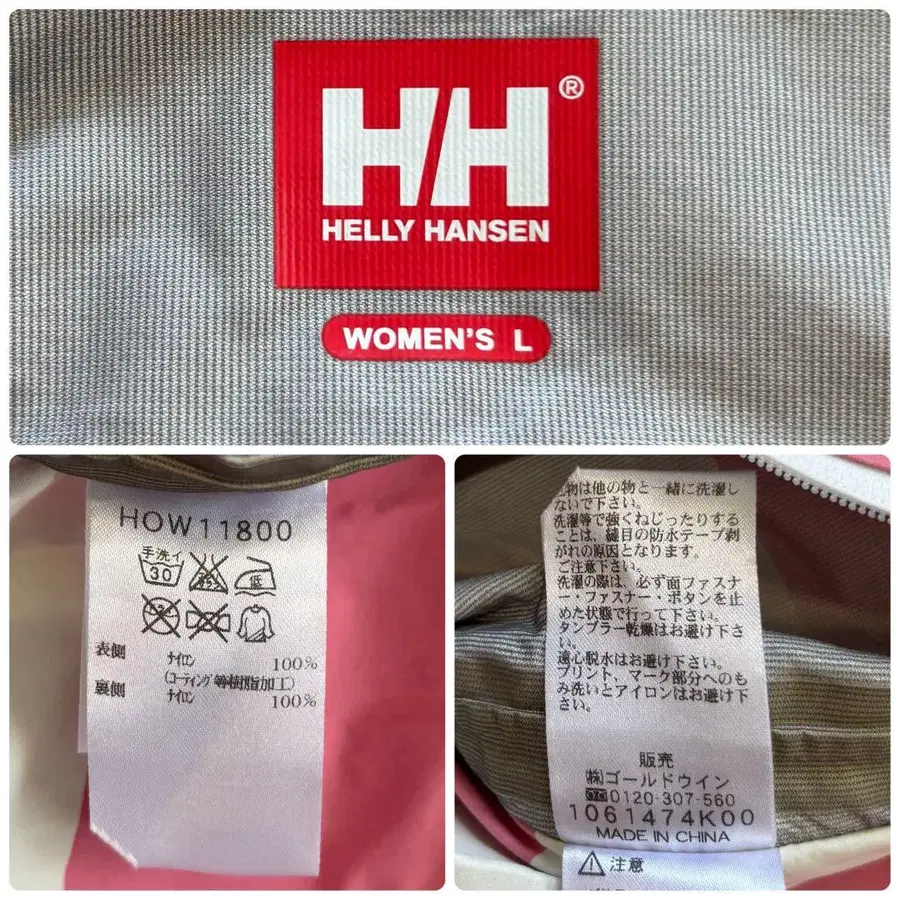 HH®
HELLY HANSEN
WOMEN'S L
HOW11800
手洗イ
30
低
表側 ナイロン 100%
(コーティング等樹脂加工)
裏側 ナイロン 100%
物は他の物と一緒に洗濯し
ないで下さい。
洗濯等で強くねじったりする
ことは、縫目の防水テープ剥
がれの原因となります。
ご注意下さい。
洗濯の際は、必ず面ファスナ
ー・ファスナー・ボタンを止
めた状態で行って下さい。
タンブラー乾燥はお避け下さ
い。
遠心脱水はお避け下さい。
プリント、マーク部分へのも
み洗いとアイロンはお避け下
さい。
販売
(株)ゴールドウイン
0120-307-560
1061474K00
MADE IN CHINA
注意